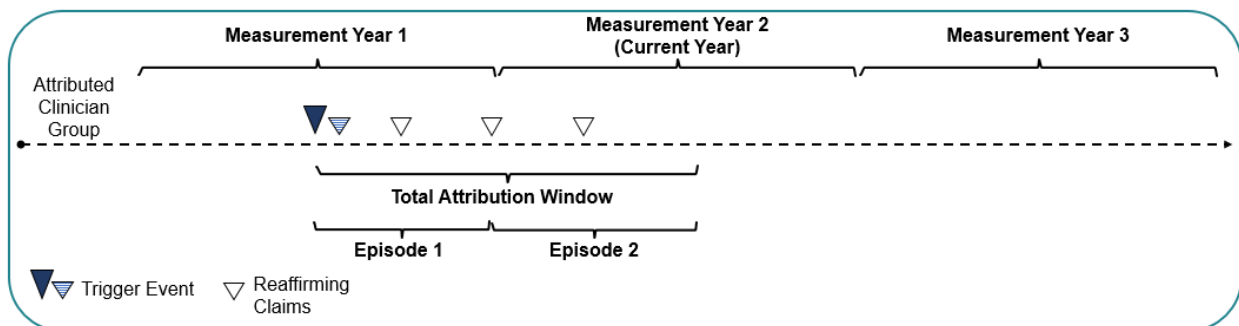 Measurement Year 1
Measurement Year 2
(Current Year)
Measurement Year 3
Attributed
Clinician
Group
Total Attribution Window
Episode 1
Episode 2
Trigger Event
Reaffirming
Claims